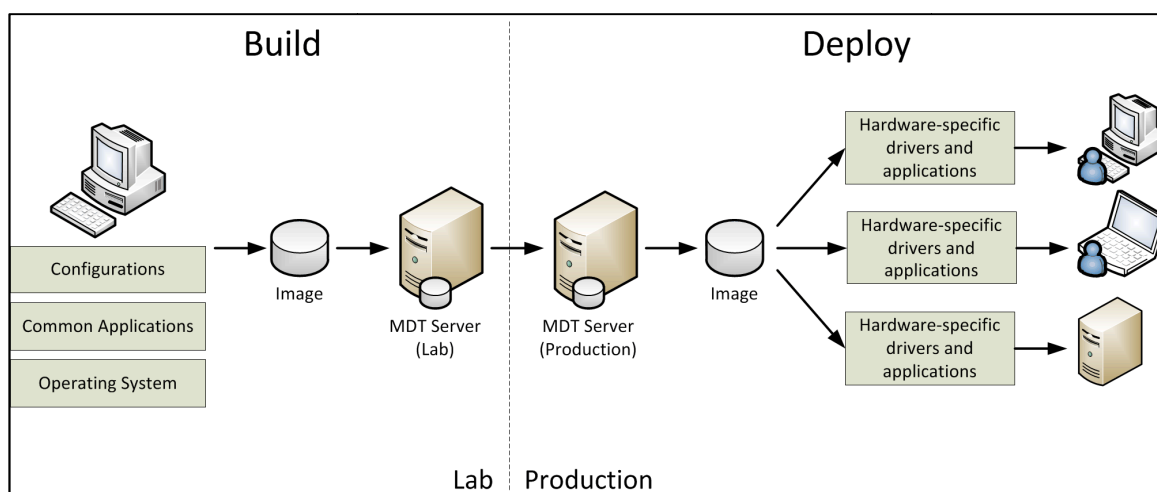 Build
Deploy
Configurations
Common Applications
Operating System
Image
MDT Server
(Lab)
MDT Server
(Production)
Image
Hardware-specific
drivers and
applications
Hardware-specific
drivers and
applications
Hardware-specific
drivers and
applications
Lab
Production